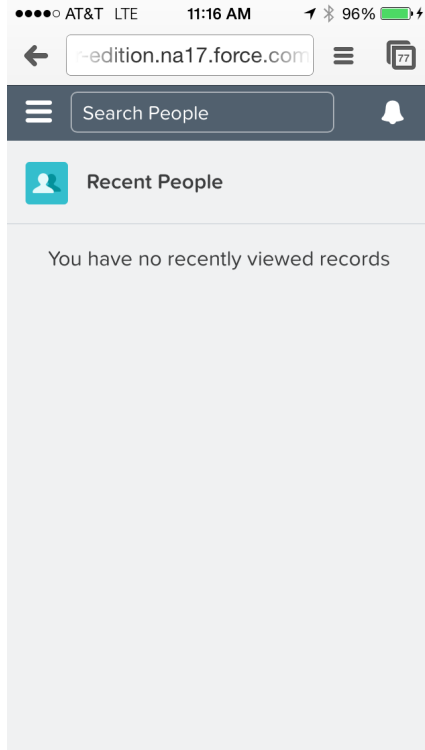 AT&T LTE 11:16 AM 96%
-edition.na17.force.com 77
Search People
Recent People
You have no recently viewed records